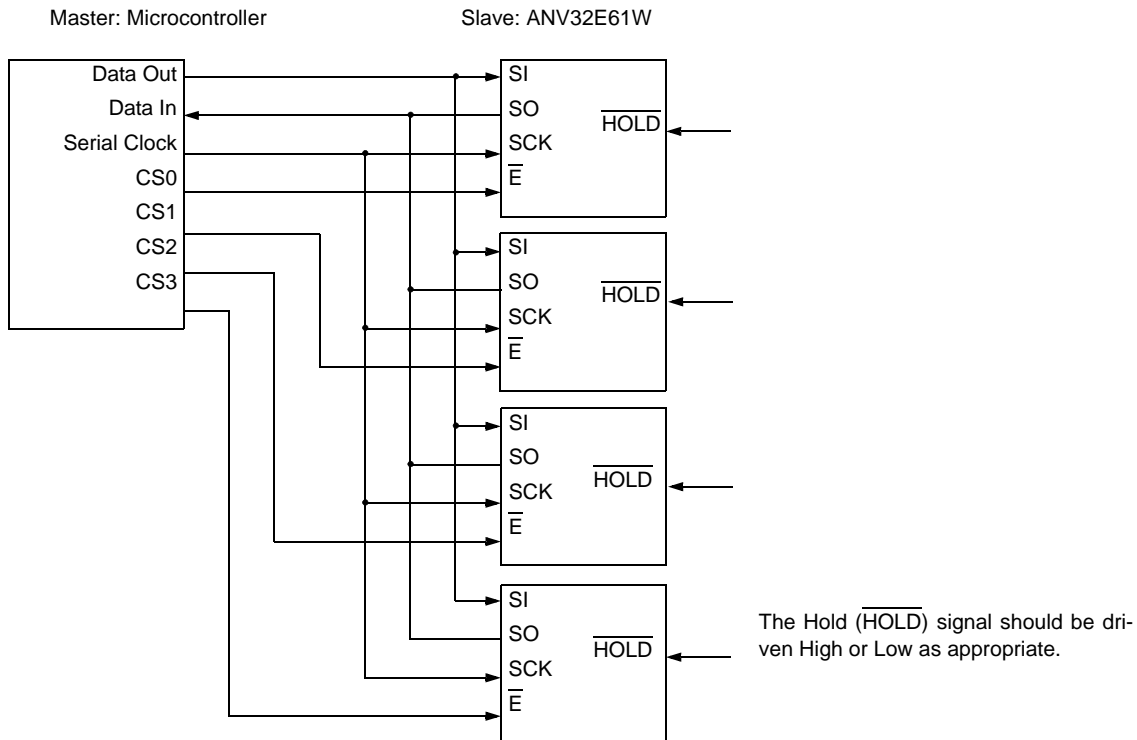 Master: Microcontroller
Slave: ANV32E61W
Data Out
Data In
Serial Clock
CS0
CS1
CS2
CS3
SI
SO
SCK
E
HOLD
SI
SO
SCK
E
HOLD
SI
SO
SCK
E
HOLD
SI
SO
SCK
E
HOLD
The Hold (HOLD) signal should be dri-
ven High or Low as appropriate.